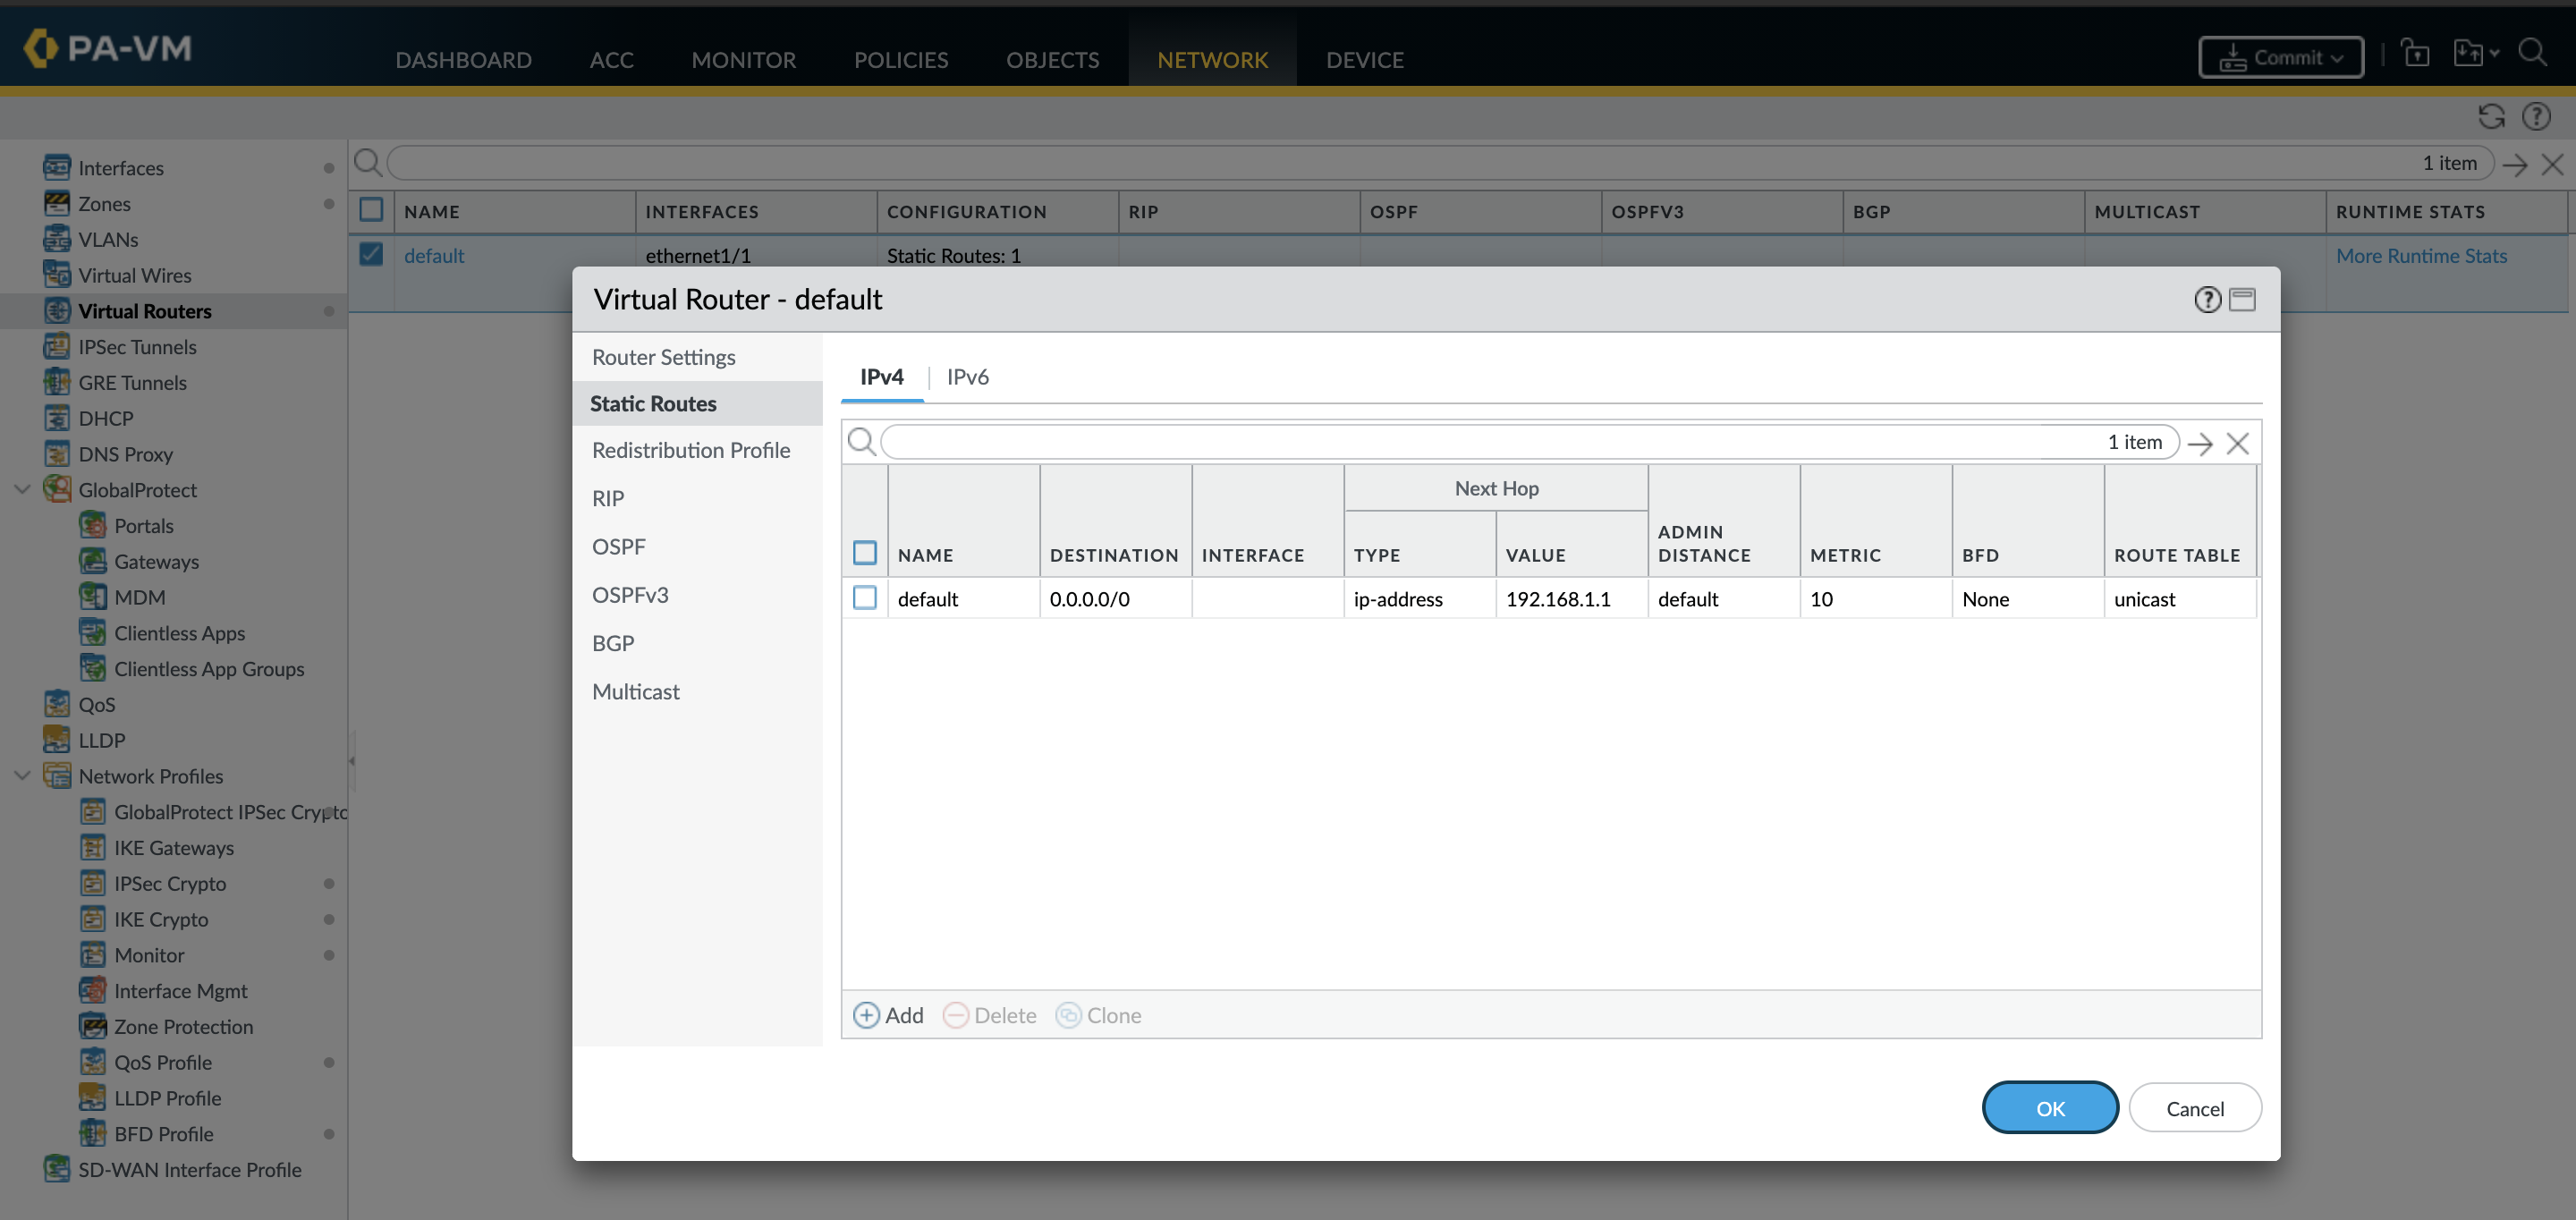 PA-VM
DASHBOARD ACC MONITOR POLICIES OBJECTS NETWORK DEVICE
Commit
Interfaces
Zones
VLANs
Virtual Wires
Virtual Routers
IPSec Tunnels
GRE Tunnels
DHCP
DNS Proxy
GlobalProtect
Portals
Gateways
MDM
Clientless Apps
Clientless App Groups
QoS
LLDP
Network Profiles
GlobalProtect IPSec Crypto
IKE Gateways
IPSec Crypto
IKE Crypto
Monitor
Interface Mgmt
Zone Protection
QoS Profile
LLDP Profile
BFD Profile
SD-WAN Interface Profile
1 item
NAME INTERFACES CONFIGURATION RIP OSPF OSPFV3 BGP MULTICAST RUNTIME STATS
default ethernet1/1 Static Routes: 1 More Runtime Stats
Virtual Router - default
Router Settings
Static Routes
Redistribution Profile
RIP
OSPF
OSPFv3
BGP
Multicast
IPv4 IPv6
1 item
Next Hop
NAME DESTINATION INTERFACE TYPE VALUE ADMIN DISTANCE METRIC BFD ROUTE TABLE
default 0.0.0.0/0 ip-address 192.168.1.1 default 10 None unicast
Add Delete Clone
OK Cancel